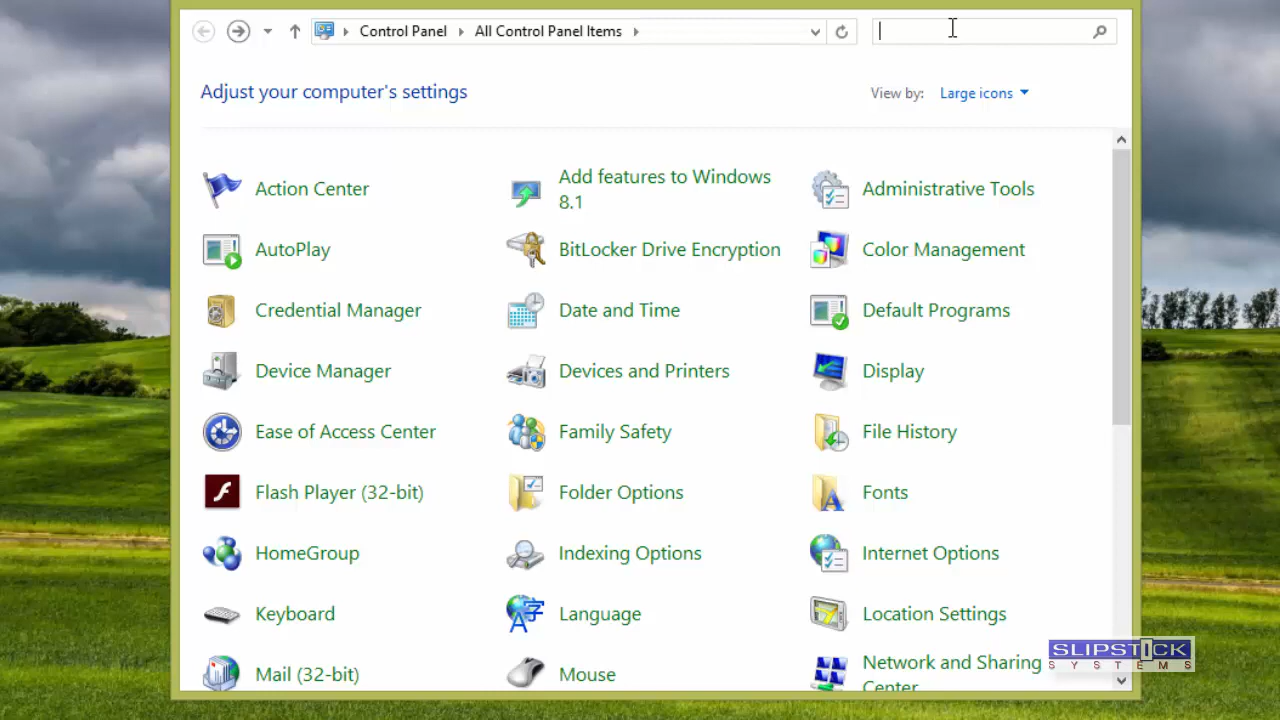 Control Panel All Control Panel Items
Adjust your computer's settings
View by: Large icons
Action Center
Add features to Windows
8.1
Administrative Tools
AutoPlay
BitLocker Drive Encryption
Color Management
Credential Manager
Date and Time
Default Programs
Device Manager
Devices and Printers
Display
Ease of Access Center
Family Safety
File History
Flash Player (32-bit)
Folder Options
Fonts
HomeGroup
Indexing Options
Internet Options
Keyboard
Language
Location Settings
Mail (32-bit)
Mouse
Network and Sharing
Center
SLIPSTICK
SYSTEMS